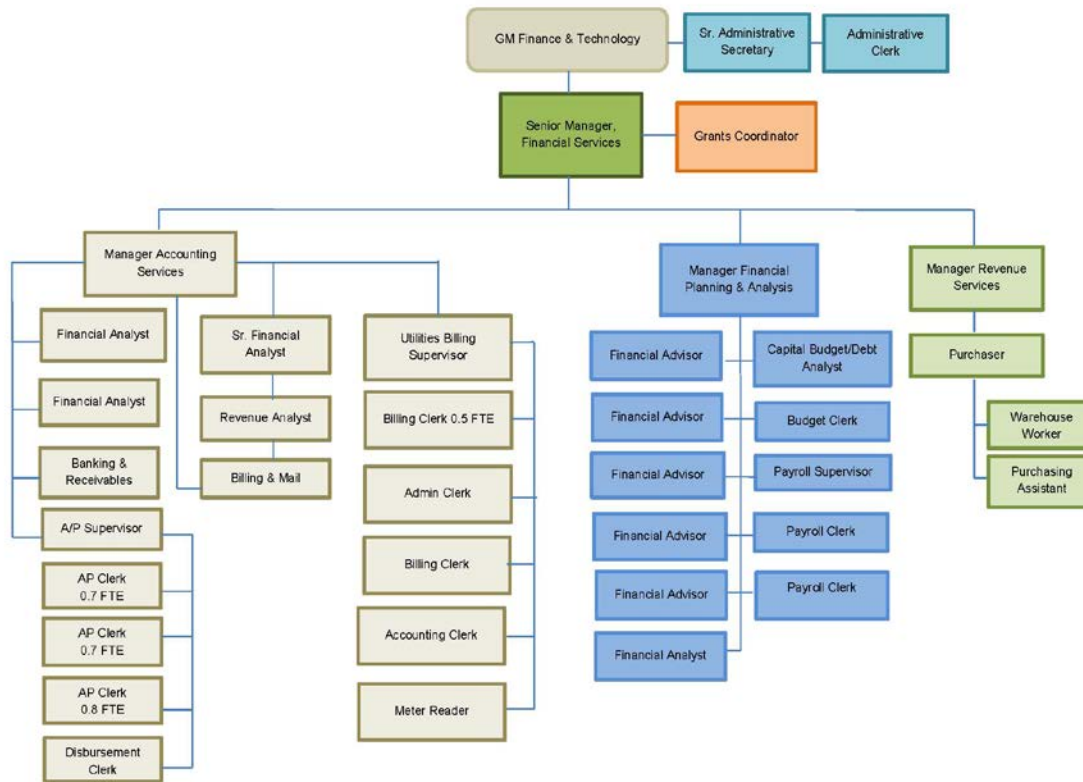 GM Finance & Technology
Sr. Administrative
Secretary
Administrative
Clerk
Senior Manager,
Financial Services
Grants Coordinator
Manager Accounting
Services
Manager Financial
Planning & Analysis
Manager Revenue
Services
Financial Analyst
Financial Analyst
Banking &
Receivables
A/P Supervisor
AP Clerk
0.7 FTE
AP Clerk
0.7 FTE
AP Clerk
0.8 FTE
Disbursement
Clerk
Sr. Financial
Analyst
Revenue Analyst
Billing & Mail
Utilities Billing
Supervisor
Billing Clerk 0.5 FTE
Admin Clerk
Billing Clerk
Accounting Clerk
Meter Reader
Financial Advisor
Financial Advisor
Financial Advisor
Financial Advisor
Financial Advisor
Financial Analyst
Capital Budget/Debt
Analyst
Budget Clerk
Payroll Supervisor
Payroll Clerk
Payroll Clerk
Purchaser
Warehouse
Worker
Purchasing
Assistant